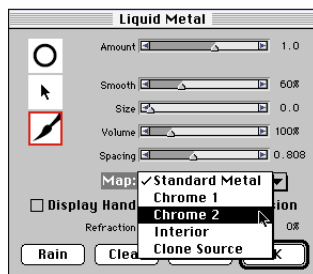 Liquid Metal
Amount 1.0
Smooth 60%
Size 0.0
Volume 100%
Spacing 0.808
Map: ✓Standard Metal
Chrome 1
Display Hand ion
Chrome 2
Interior
Refraction 0%
Clone Source
Rain Clea K